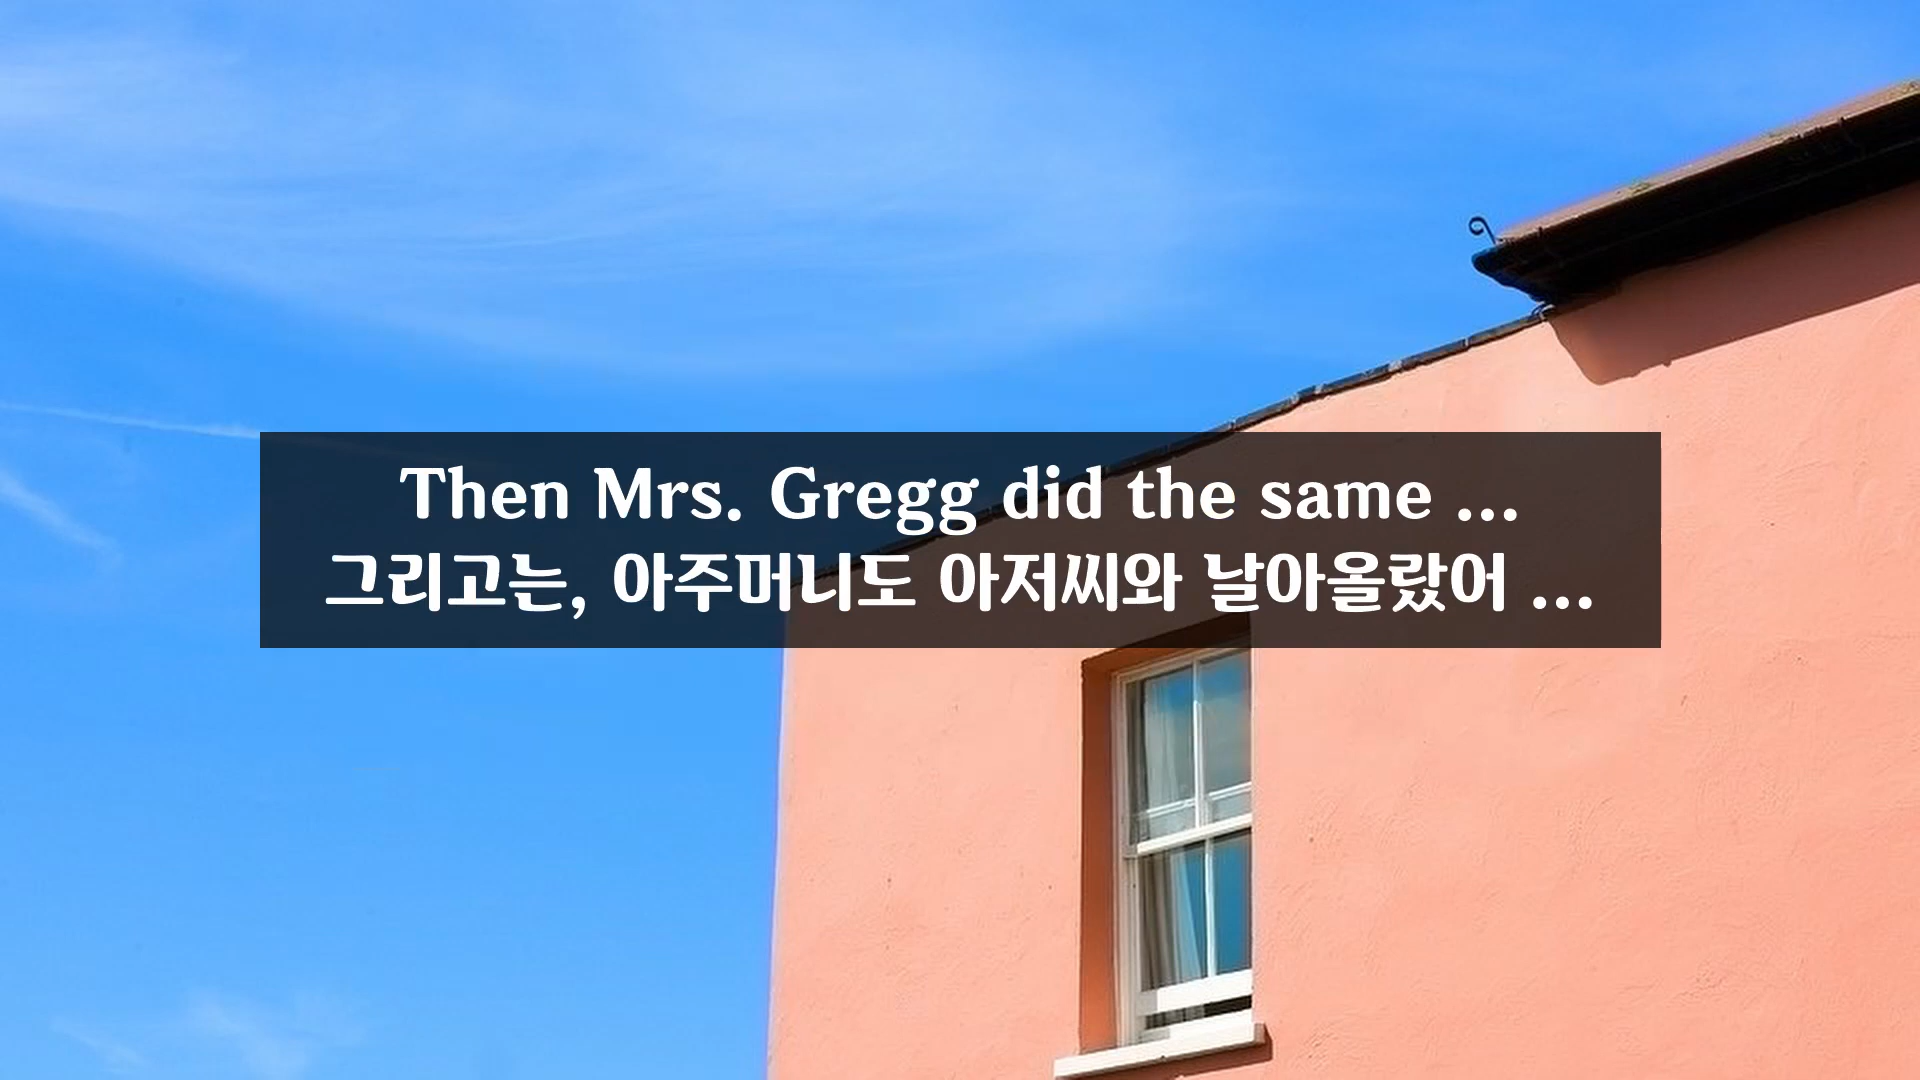 Then Mrs. Gregg did the same ...
그리고는, 아주머니도 아저씨와 날아올랐어 ...